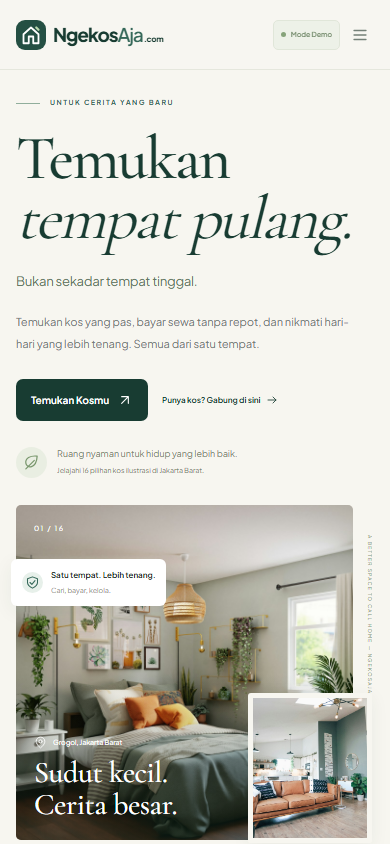 NgekosAja.com
Mode Demo
UNTUK CERITA YANG BARU
Temukan
tempat pulang.
Bukan sekadar tempat tinggal.
Temukan kos yang pas, bayar sewa tanpa repot, dan nikmati hari-
hari yang lebih tenang. Semua dari satu tempat.
Temukan Kosmu
Punya kos? Gabung di sini
Ruang nyaman untuk hidup yang lebih baik.
Jelajahi 16 pilihan kos ilustrasi di Jakarta Barat.
01 / 16
Satu tempat. Lebih tenang.
Cari, bayar, kelola.
Grogol, Jakarta Barat
Sudut kecil.
Cerita besar.
A BETTER SPACE TO CALL HOME — NGEKOSAJA